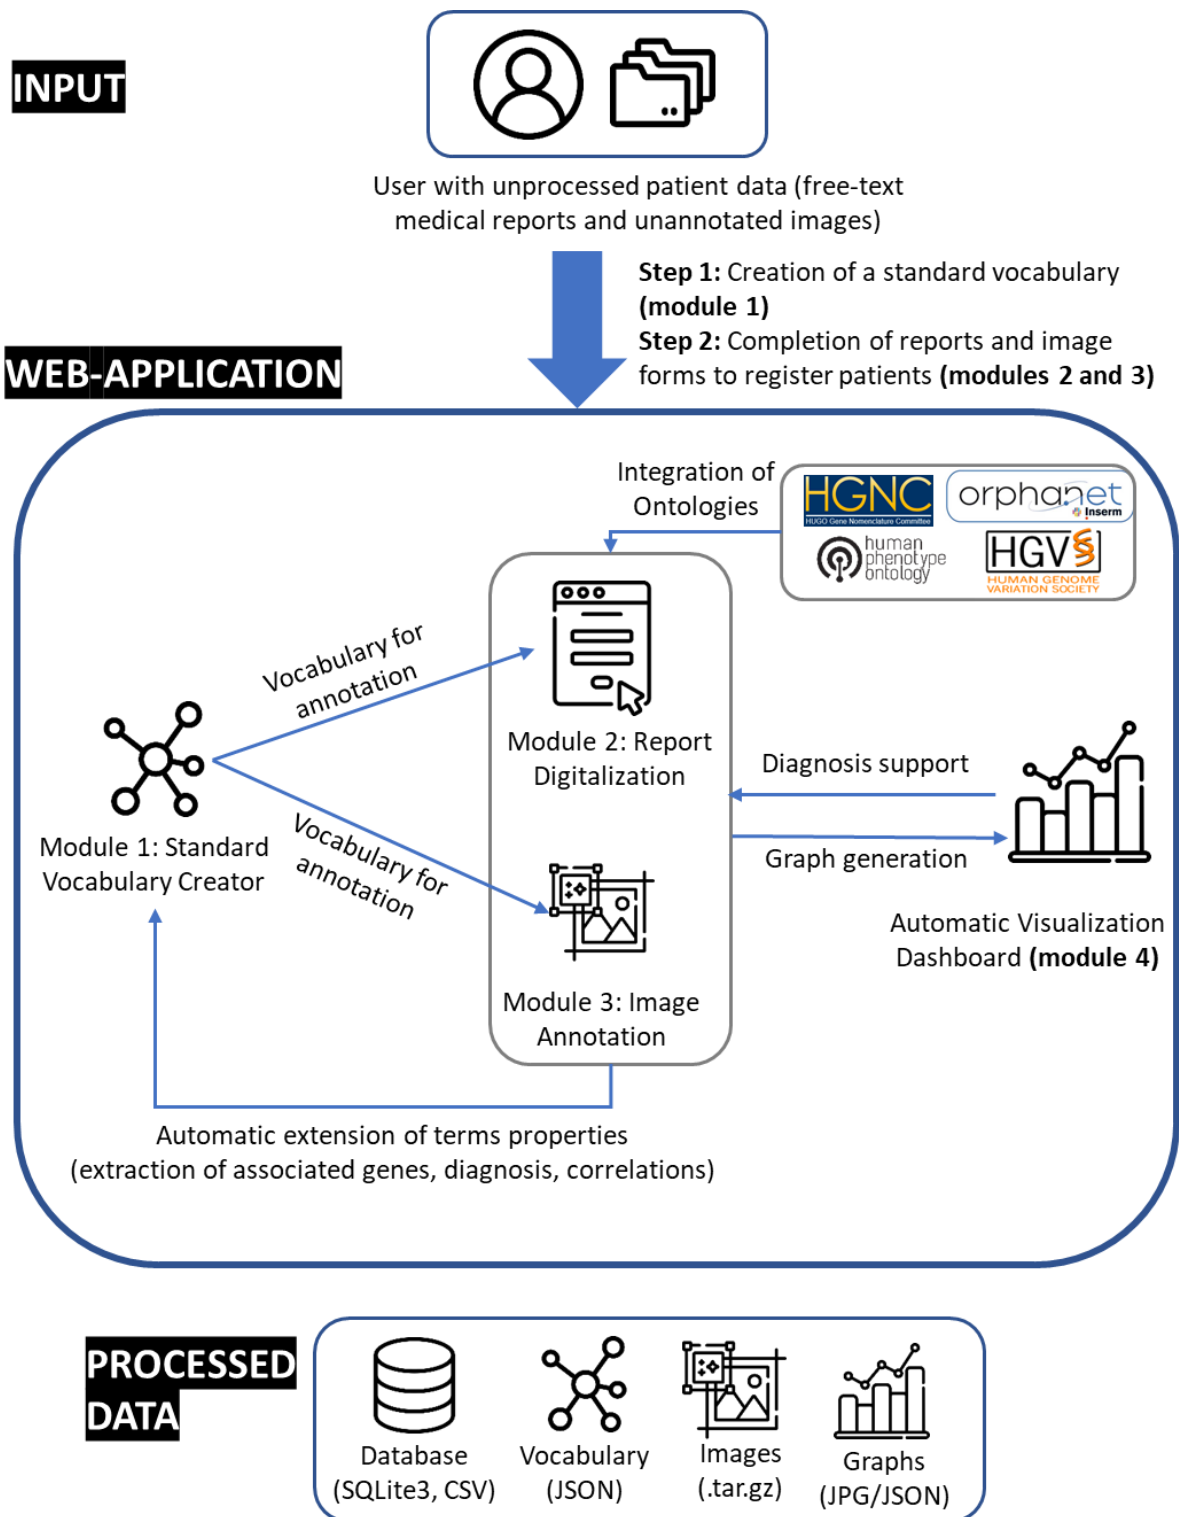 INPUT
User with unprocessed patient data (free-text
medical reports and unannotated images)
Step 1: Creation of a standard vocabulary
(module 1)
Step 2: Completion of reports and image
forms to register patients (modules 2 and 3)
WEB-APPLICATION
Integration of
Ontologies
HGNC
HUGO Gene Nomenclature Committee
orphanet
Inserm
human
phenotype
ontology
HGVS
HUMAN GENOME
VARIATION SOCIETY
Vocabulary for
annotation
Module 2: Report
Digitalization
Module 1: Standard
Vocabulary Creator
Vocabulary for
annotation
Diagnosis support
Graph generation
Automatic Visualization
Dashboard (module 4)
Module 3: Image
Annotation
Automatic extension of terms properties
(extraction of associated genes, diagnosis, correlations)
PROCESSED
DATA
Database
(SQLite3, CSV)
Vocabulary
(JSON)
Images
(.tar.gz)
Graphs
(JPG/JSON)